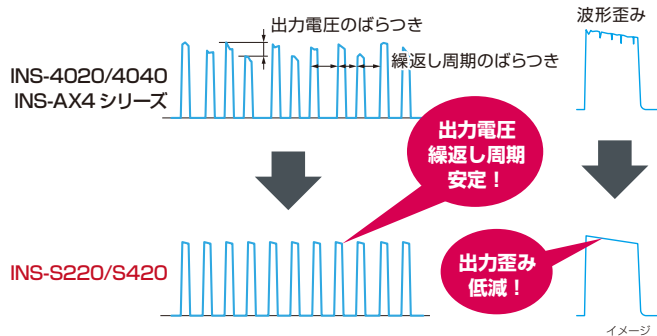 出力電圧のばらつき
波形歪み
繰返し周期のばらつき
INS-4020/4040
INS-AX4 シリーズ
出力電圧
繰返し周期
安定！
INS-S220/S420
出力歪み
低減！
イメージ